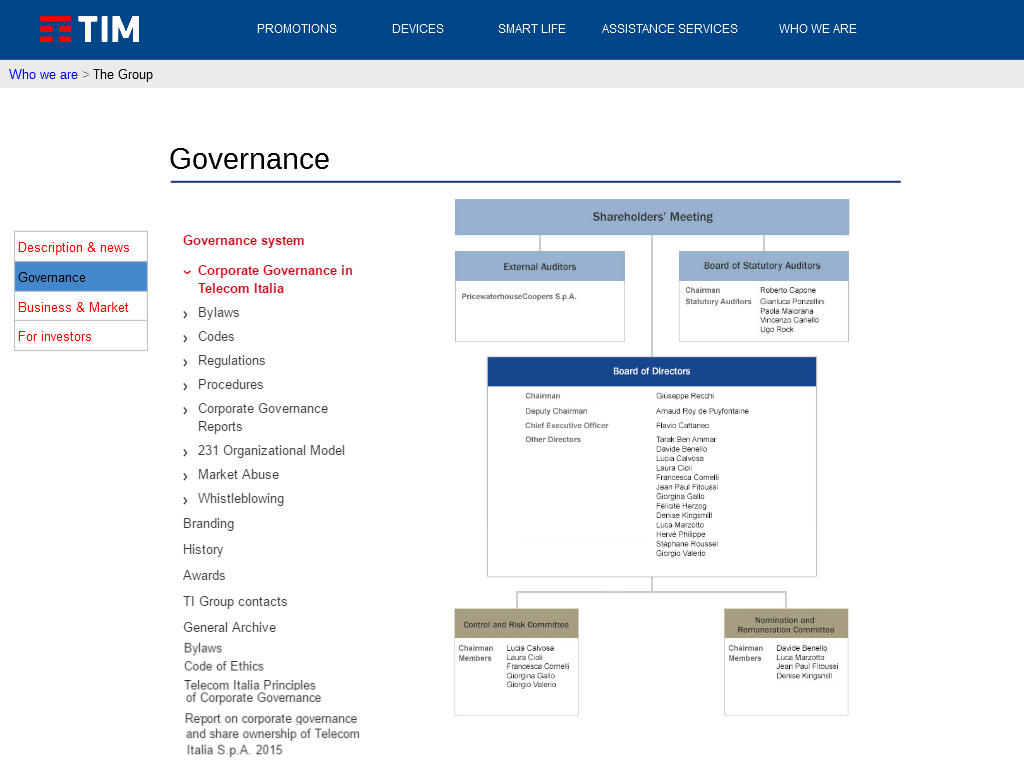 TIM
PROMOTIONS DEVICES SMART LIFE ASSISTANCE SERVICES WHO WE ARE
Who we are > The Group
Governance
Description & news
Governance
Business & Market
For investors
Governance system
Corporate Governance in
Telecom Italia
Bylaws
Codes
Regulations
Procedures
Corporate Governance
Reports
231 Organizational Model
Market Abuse
Whistleblowing
Branding
History
Awards
TI Group contacts
General Archive
Bylaws
Code of Ethics
Telecom Italia Principles
of Corporate Governance
Report on corporate governance
and share ownership of Telecom
Italia S.p.A. 2015
Shareholders' Meeting
External Auditors
PricewaterhouseCoopers S.p.A.
Board of Statutory Auditors
Chairman Roberto Capone
Statutory Auditors Gianluca Ponzellini
Paola Maiorana
Vincenzo Cariello
Ugo Rock
Board of Directors
Chairman Giuseppe Recchi
Deputy Chairman Arnaud Roy de Puyfontaine
Chief Executive Officer Flavio Cattaneo
Other Directors Tarak Ben Ammar
Davide Benello
Lucia Calvosa
Laura Cioli
Francesca Cornelli
Jean Paul Fitoussi
Giorgina Gallo
Félicité Herzog
Denise Kingsmill
Luca Marzotto
Hervé Philippe
Stéphane Roussel
Giorgio Valerio
Control and Risk Committee
Chairman Lucia Calvosa
Members Laura Cioli
Francesca Cornelli
Giorgina Gallo
Giorgio Valerio
Nomination and
Remuneration Committee
Chairman Davide Benello
Members Luca Marzotto
Jean Paul Fitoussi
Denise Kingsmill